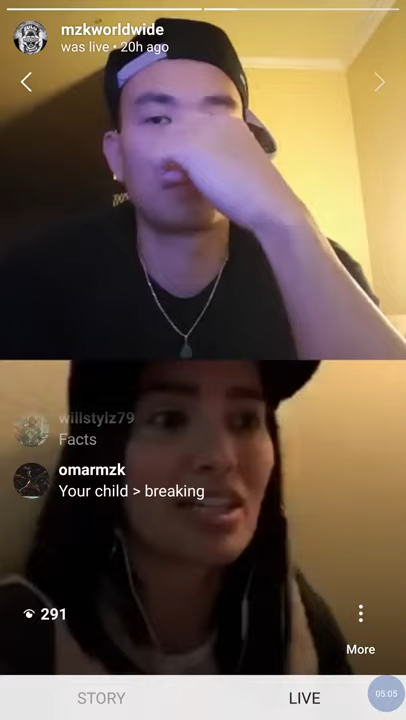 mzkworldwide
was live • 20h ago
willstylz79
Facts
omarmzk
Your child > breaking
291
More
STORY
LIVE
05:05